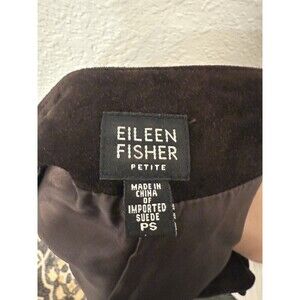 EILEEN
FISHER
PETITE
MADE IN
CHINA
OF
IMPORTED
SUEDE
PS